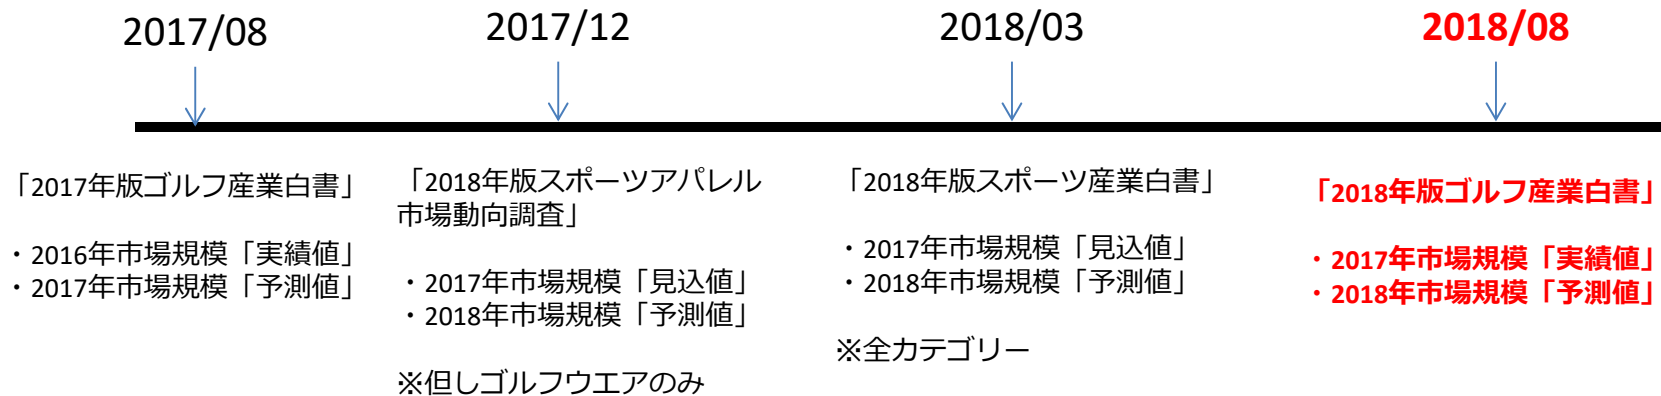 2017/08
「2017年版ゴルフ産業白書」
・2016年市場規模「実績値」
・2017年市場規模「予測値」
2017/12
「2018年版スポーツアパレル
市場動向調査」
・2017年市場規模「見込値」
・2018年市場規模「予測値」
※但しゴルフウエアのみ
2018/03
「2018年版スポーツ産業白書」
・2017年市場規模「見込値」
・2018年市場規模「予測値」
※全カテゴリー
2018/08
「2018年版ゴルフ産業白書」
・2017年市場規模「実績値」
・2018年市場規模「予測値」